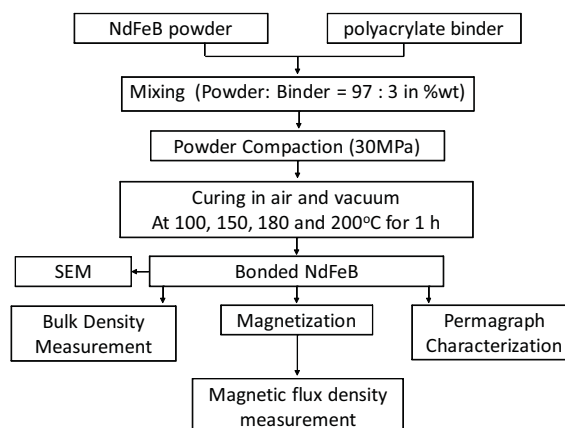 NdFeB powder
polyacrylate binder
Mixing (Powder: Binder = 97 : 3 in %wt)
Powder Compaction (30MPa)
Curing in air and vacuum
At 100, 150, 180 and 200°C for 1 h
SEM
Bonded NdFeB
Bulk Density
Measurement
Magnetization
Permagraph
Characterization
Magnetic flux density
measurement